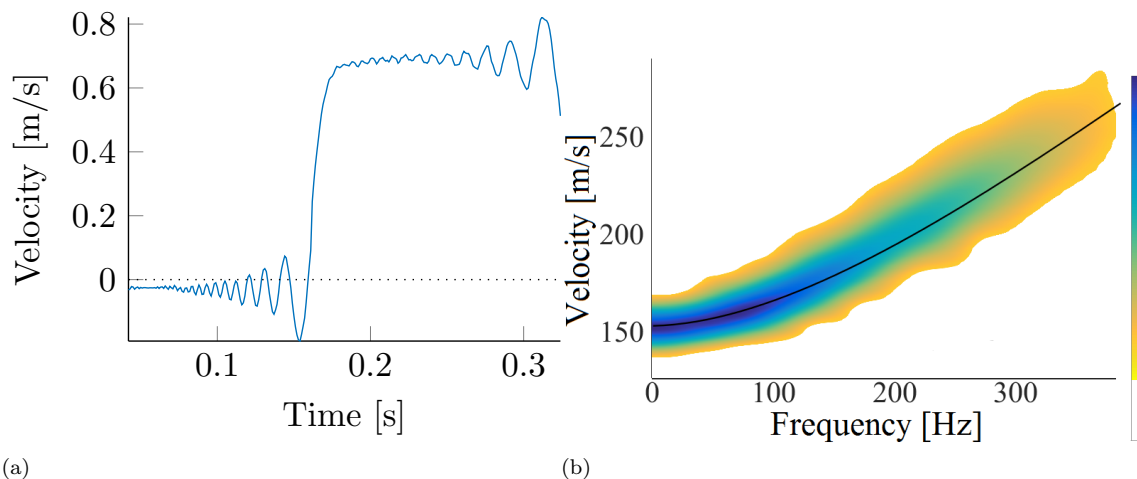 0.8
0.6
0.4
0.2
0
Velocity [m/s]
0.1 0.2 0.3
Time [s]
(a)
250
200
150
Velocity [m/s]
0 100 200 300
Frequency [Hz]
(b)